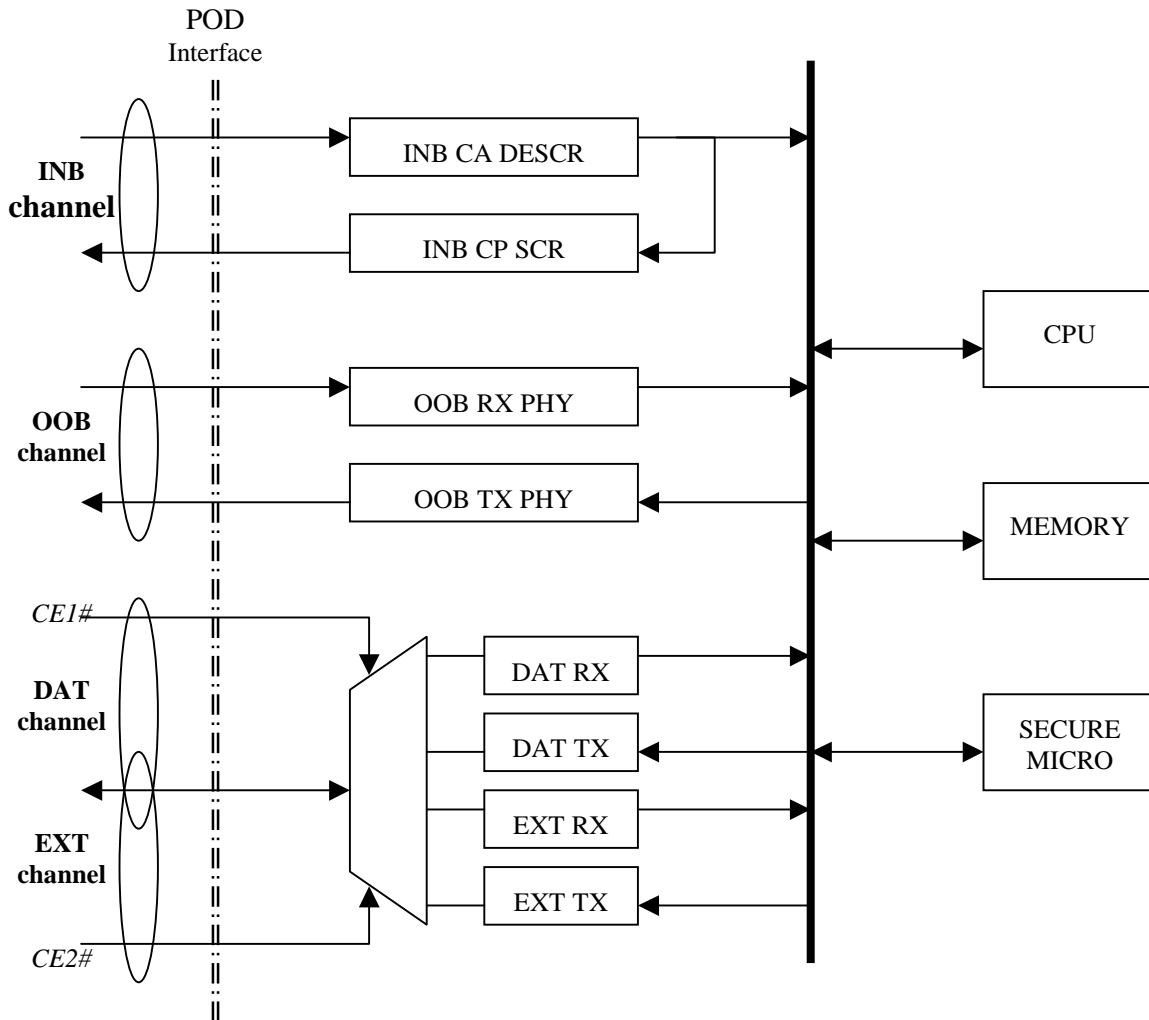 POD
Interface
INB
channel
INB CA DESCR
INB CP SCR
OOB
channel
OOB RX PHY
OOB TX PHY
CE1#
DAT
channel
EXT
channel
CE2#
DAT RX
DAT TX
EXT RX
EXT TX
CPU
MEMORY
SECURE
MICRO